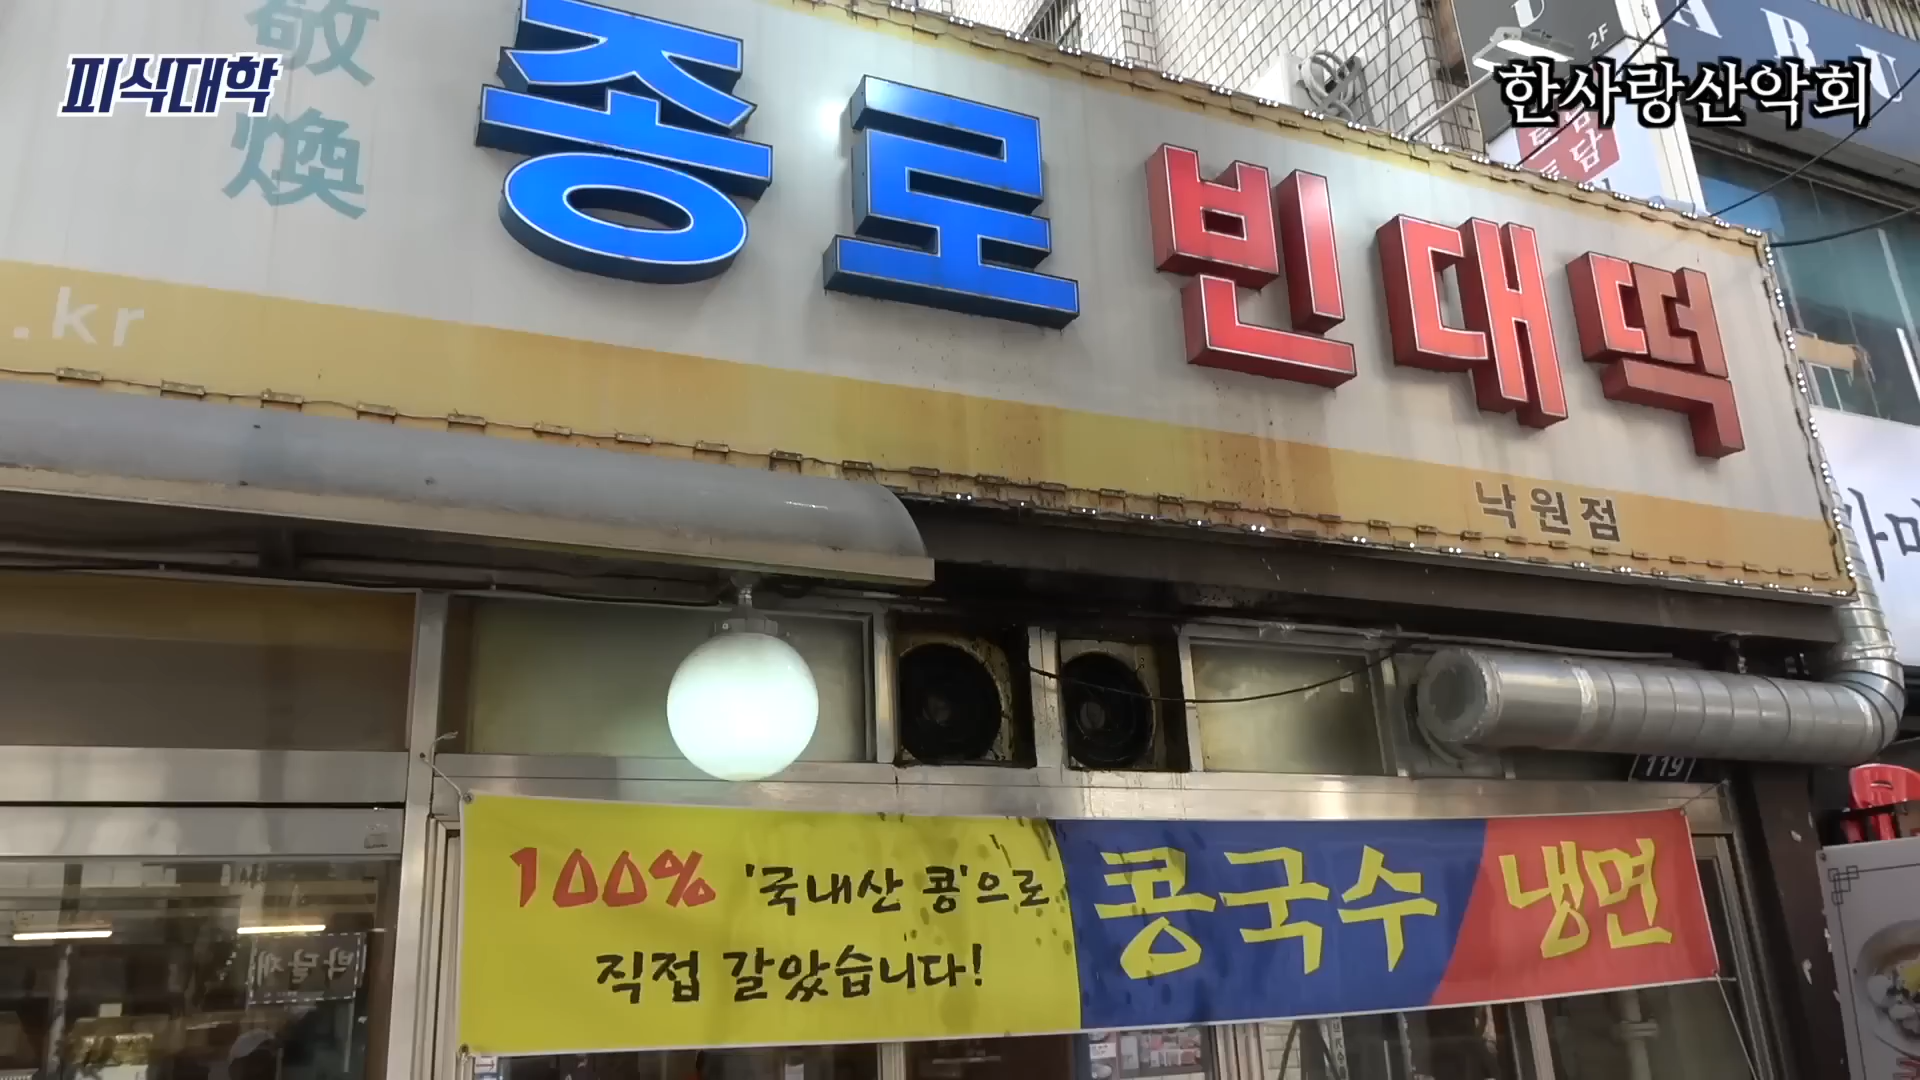 피식대학
한사랑산악회
敬
煥
종로 빈대떡
.kr
낙원점
2F
ABU
119
100% '국내산 콩'으로
직접 갈았습니다!
콩국수 냉면